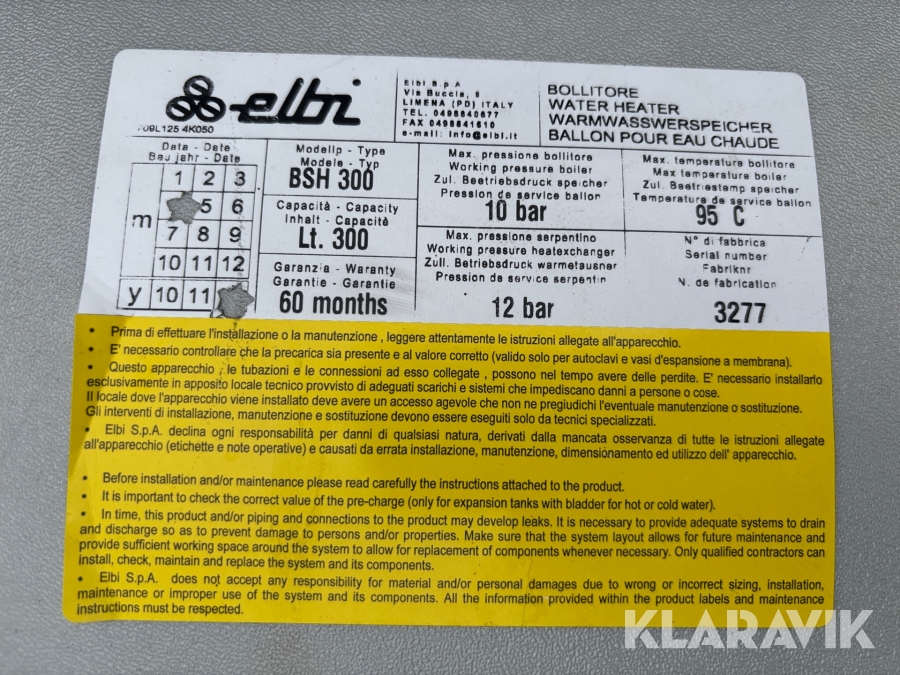 elbi
Elbi S.p.A
Via Buccia, 9
LIMENA (PD) ITALY
TEL. 0498840677
FAX 0498841610
e-mail: info@elbi.it
BOLLITORE
WATER HEATER
WARMWASSWERSPEICHER
BALLON POUR EAU CHAUDE
Data - Date
Bau jahr - Date
m
1 2 3
5 6
7 8 9
10 11 12
y 10 11
Modellp - Type
Modele - Typ
BSH 300
Capacità - Capacity
Inhalt - Capacitè
Lt. 300
Garanzia - Waranty
Garantie - Garantie
60 months
Max. pressione bollitore
Working pressure boiler
Zul. Beetriebsdruck speicher
Pression de service ballon
10 bar
Max. pressione serpentino
Working pressure heatexchanger
Züll. Betriebsdruck warmetausner
Pression de service serpentin
12 bar
Max. temperatura bollitore
Max temperature boiler
Zul. Betriestemp speicher
Temperature de service ballon
95 C
N° di fabbrica
Serial number
Fabriknr
N. de fabrication
3277
• Prima di effettuare l'installazione o la manutenzione , leggere attentamente le istruzioni allegate all'apparecchio.
• E' necessario controllare che la precarica sia presente e al valore corretto (valido solo per autoclavi e vasi d'espansione a membrana).
• Questo apparecchio , le tubazioni e le connessioni ad esso collegate , possono nel tempo avere delle perdite. E' necessario installarlo
esclusivamente in apposito locale tecnico provvisto di adeguati scarichi e sistemi che impediscano danni a persone o cose.
Il locale dove l'apparecchio viene installato deve avere un accesso agevole che non ne pregiudichi l'eventuale manutenzione o sostituzione.
Gli interventi di installazione, manutenzione e sostituzione devono essere eseguiti solo da tecnici specializzati.
• Elbi S.p.A. declina ogni responsabilità per danni di qualsiasi natura, derivati dalla mancata osservanza di tutte le istruzioni allegate
all'apparecchio (etichette e note operative) e causati da errata installazione, manutenzione, dimensionamento ed utilizzo dell' apparecchio.
• Before installation and/or maintenance please read carefully the instructions attached to the product.
• It is important to check the correct value of the pre-charge (only for expansion tanks with bladder for hot or cold water).
• In time, this product and/or piping and connections to the product may develop leaks. It is necessary to provide adequate systems to drain
and discharge so as to prevent damage to persons and/or properties. Make sure that the system layout allows for future maintenance and
provide sufficient working space around the system to allow for replacement of components whenever necessary. Only qualified contractors can
install, check, maintain and replace the system and its components.
• Elbi S.p.A. does not accept any responsibility for material and/or personal damages due to wrong or incorrect sizing, installation,
maintenance or improper use of the system and its components. All the information provided within the product labels and maintenance
instructions must be respected.
KLARAVIK